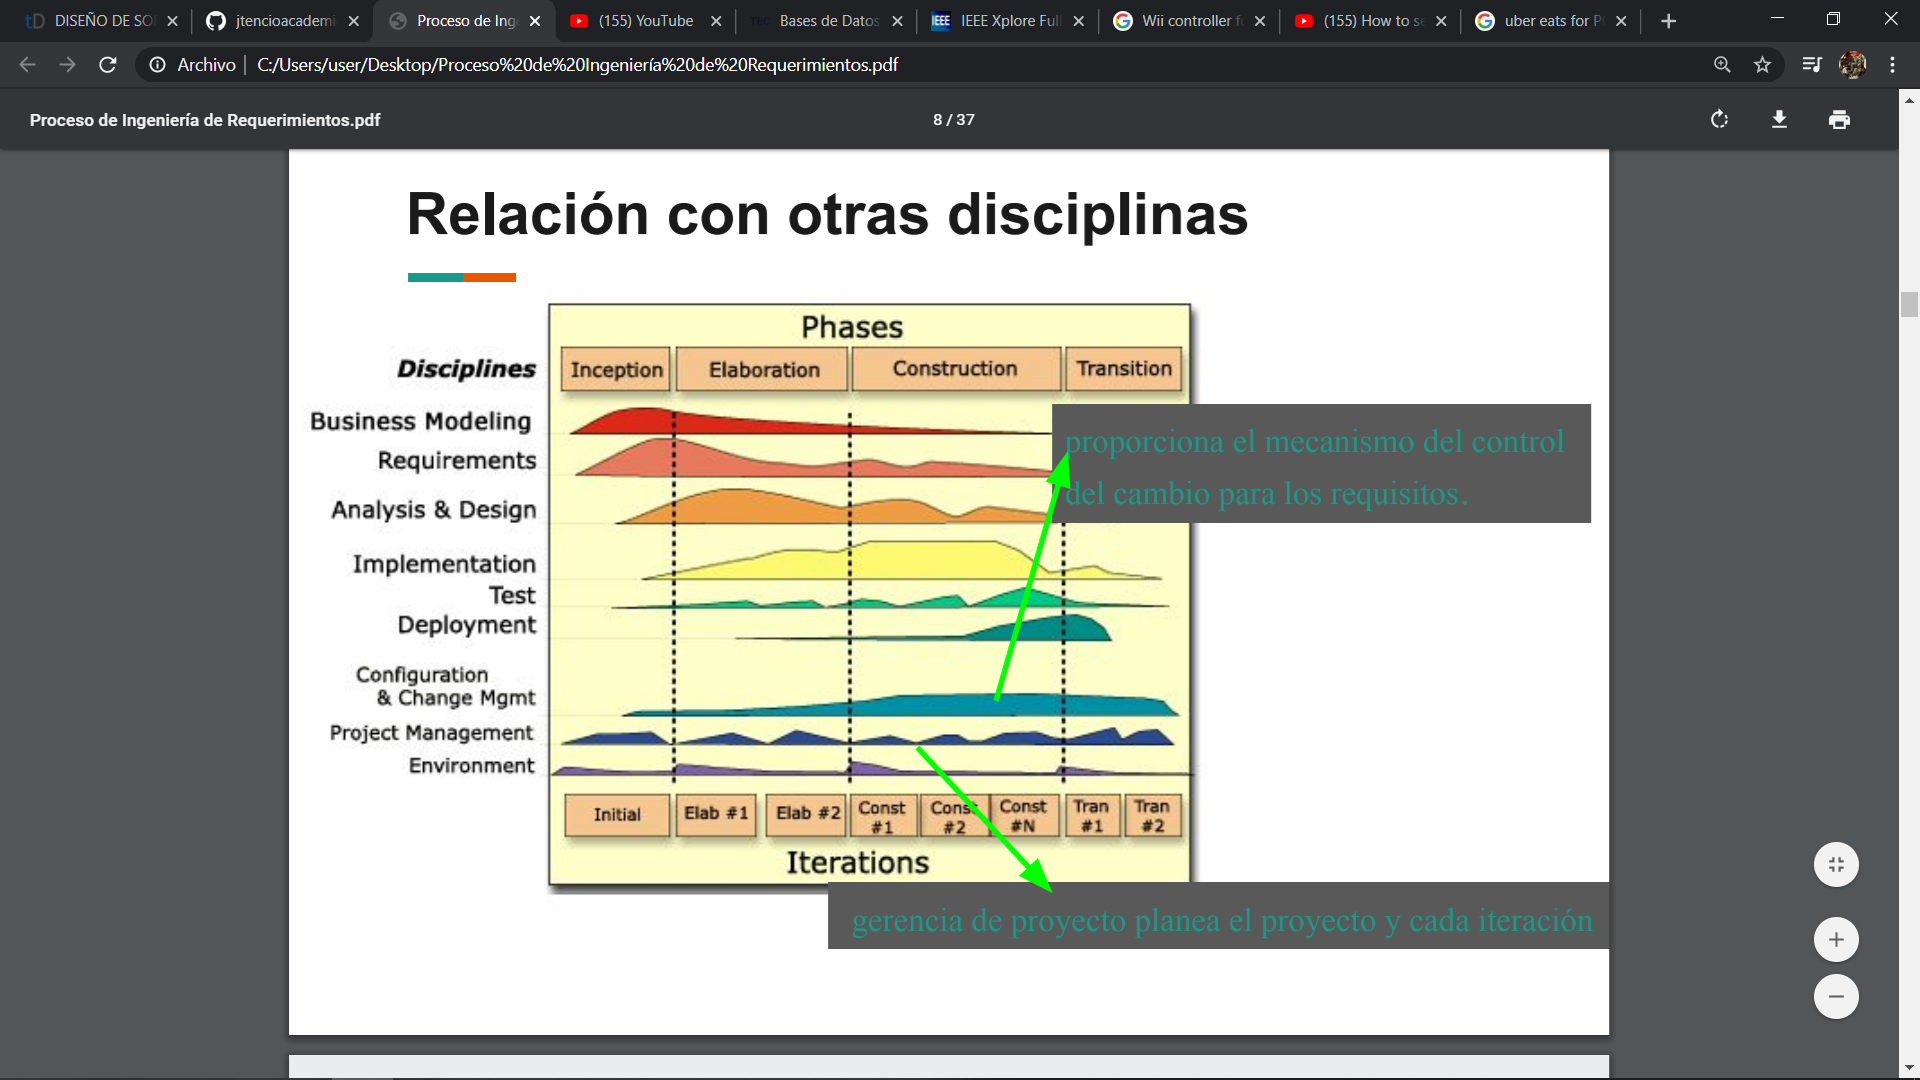 DISEÑO DE SO
jtencioacademi
Proceso de Ing
(155) YouTube
Bases de Datos
IEEE IEEE Xplore Full
Wii controller f
(155) How to se
uber eats for P
Archivo C:/Users/user/Desktop/Proceso%20de%20Ingeniería%20de%20Requerimientos.pdf
Proceso de Ingeniería de Requerimientos.pdf
8 / 37
Relación con otras disciplinas
Phases
Disciplines
Inception
Elaboration
Construction
Transition
Business Modeling
Requirements
Analysis & Design
Implementation
Test
Deployment
Configuration
& Change Mgmt
Project Management
Environment
proporciona el mecanismo del control
del cambio para los requisitos.
Initial
Elab #1
Elab #2
Const
#1
Const
#2
Const
#N
Tran
#1
Tran
#2
Iterations
gerencia de proyecto planea el proyecto y cada iteración